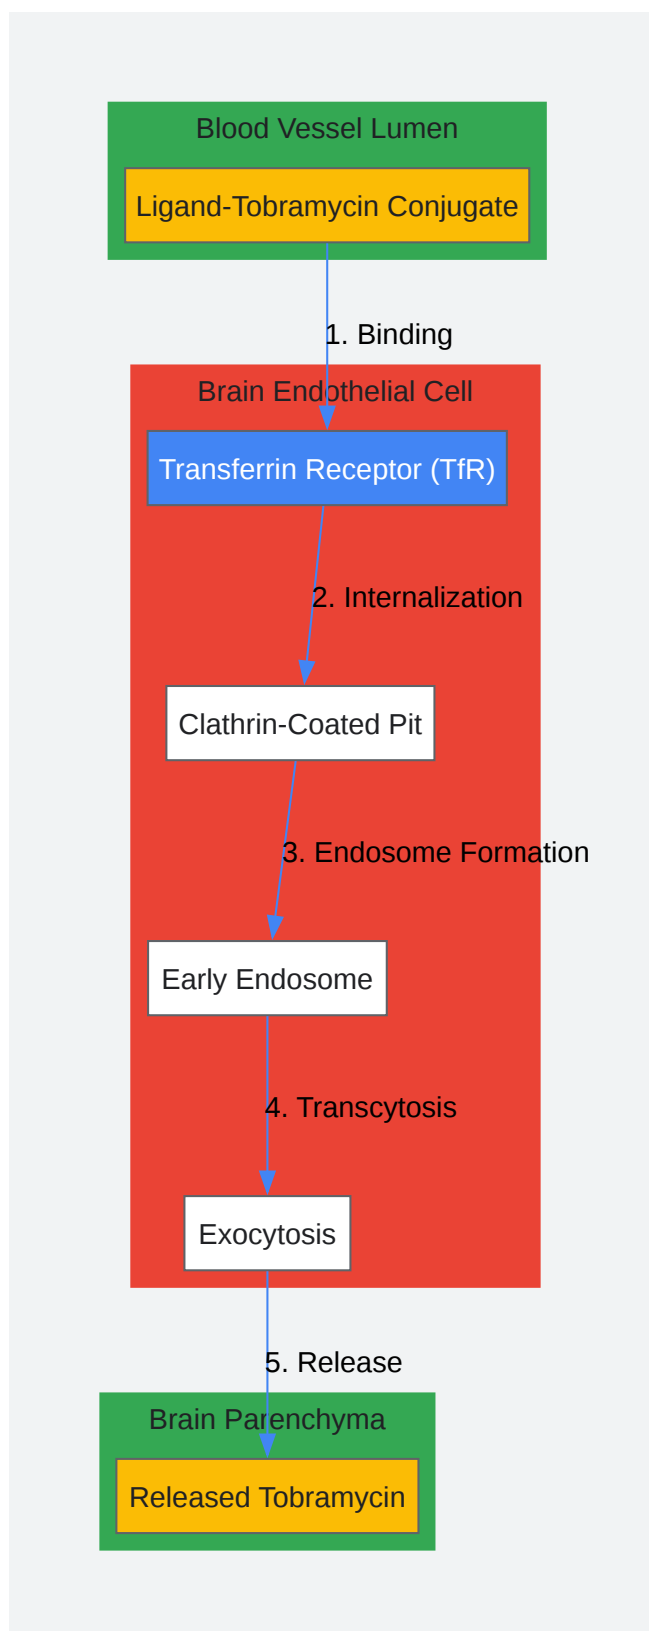 Blood Vessel Lumen
Ligand-Tobramycin Conjugate
1. Binding
Brain Endothelial Cell
Transferrin Receptor (TfR)
2. Internalization
Clathrin-Coated Pit
3. Endosome Formation
Early Endosome
4. Transcytosis
Exocytosis
5. Release
Brain Parenchyma
Released Tobramycin